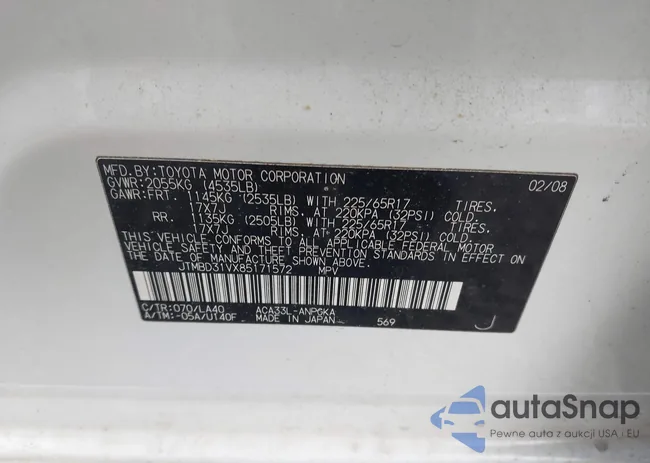 MFD.BY:TOYOTA MOTOR CORPORATION 02/08
GVWR:2055KG (4535LB)
GAWR:FRT. 1145KG (2535LB) WITH 225/65R17 TIRES.
17X7J RIMS. AT 220KPA (32PSI) COLD.
RR. 1135KG (2505LB) WITH 225/65R17 TIRES.
17X7J RIMS. AT 220KPA (32PSI) COLD.
THIS VEHICLE CONFORMS TO ALL APPLICABLE FEDERAL MOTOR
VEHICLE SAFETY AND THEFT PREVENTION STANDARDS IN EFFECT ON
THE DATE OF MANUFACTURE SHOWN ABOVE.
JTMBD31VX85171572 MPV
C/TR:070/LA40 ACA33L-ANPGKA
A/TM:-05A/U140F MADE IN JAPAN 569 J
autaSnap
Pewne auta z aukcji USA i EU